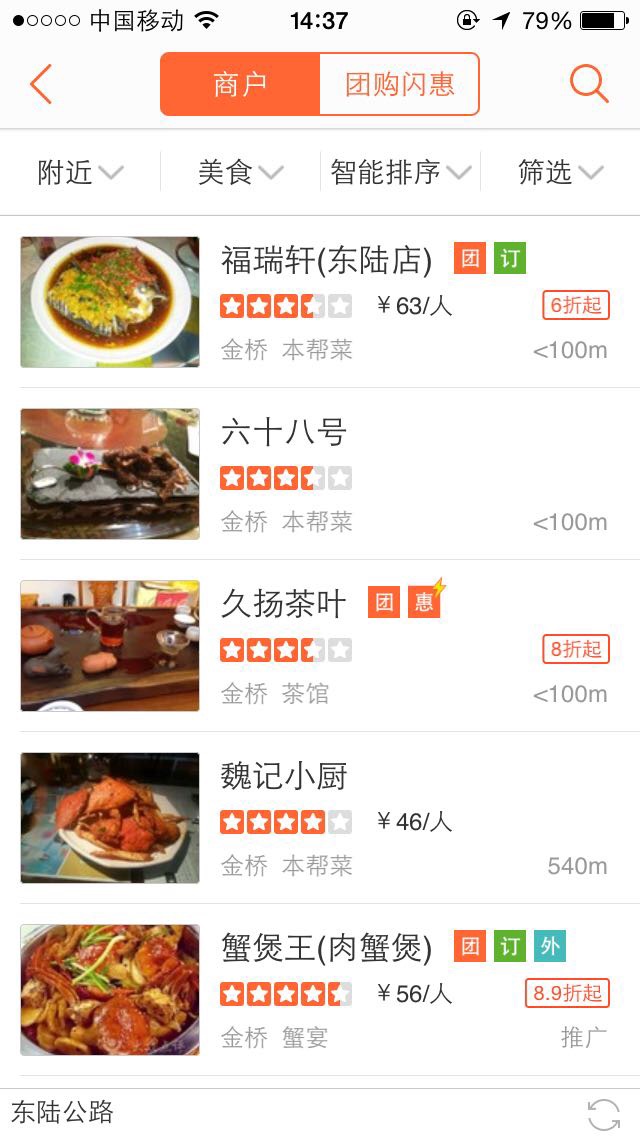 中国移动 14:37 79%
商户 团购闪惠
附近 美食 智能排序 筛选
福瑞轩(东陆店) 团 订
￥63/人 6折起
金桥 本帮菜 <100m
六十八号
金桥 本帮菜 <100m
久扬茶叶 团 惠
8折起
金桥 茶馆 <100m
魏记小厨
￥46/人
金桥 本帮菜 540m
蟹煲王(肉蟹煲) 团 订 外
￥56/人 8.9折起
金桥 蟹宴 推广
东陆公路